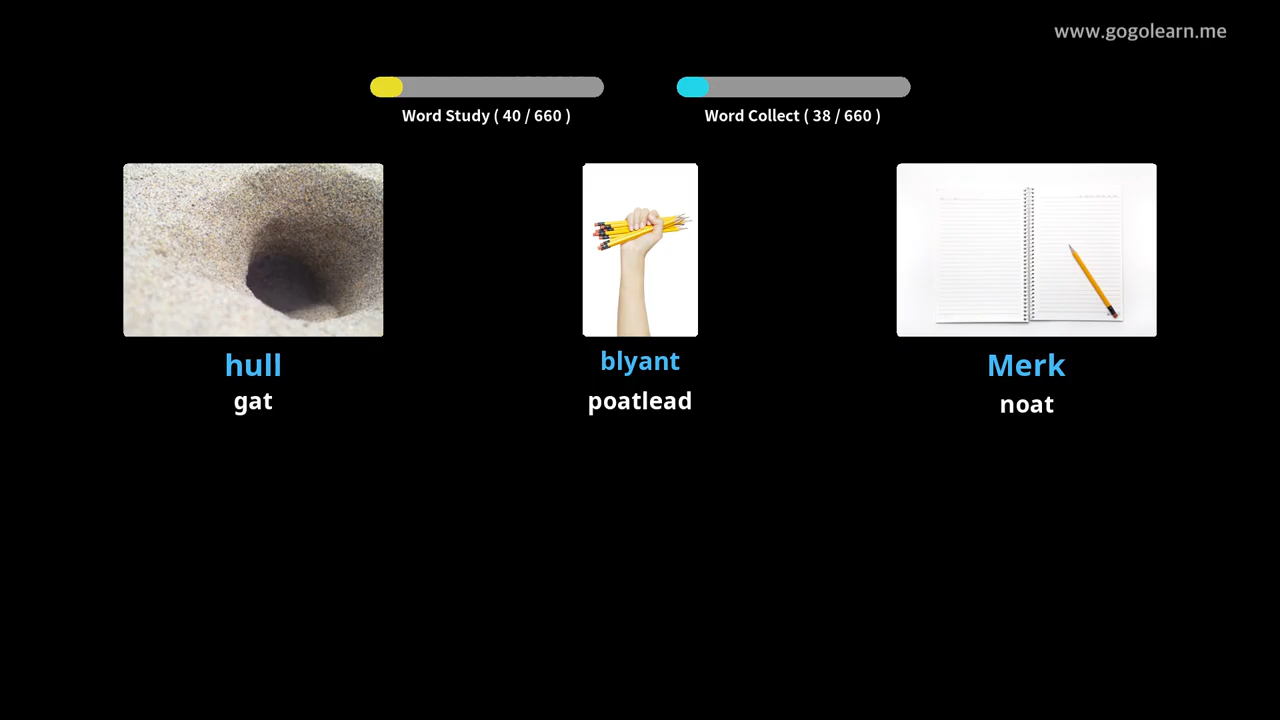 www.gogolearn.me
Word Study ( 40 / 660 )
Word Collect ( 38 / 660 )
hull
gat
blyant
poatlead
Merk
noat